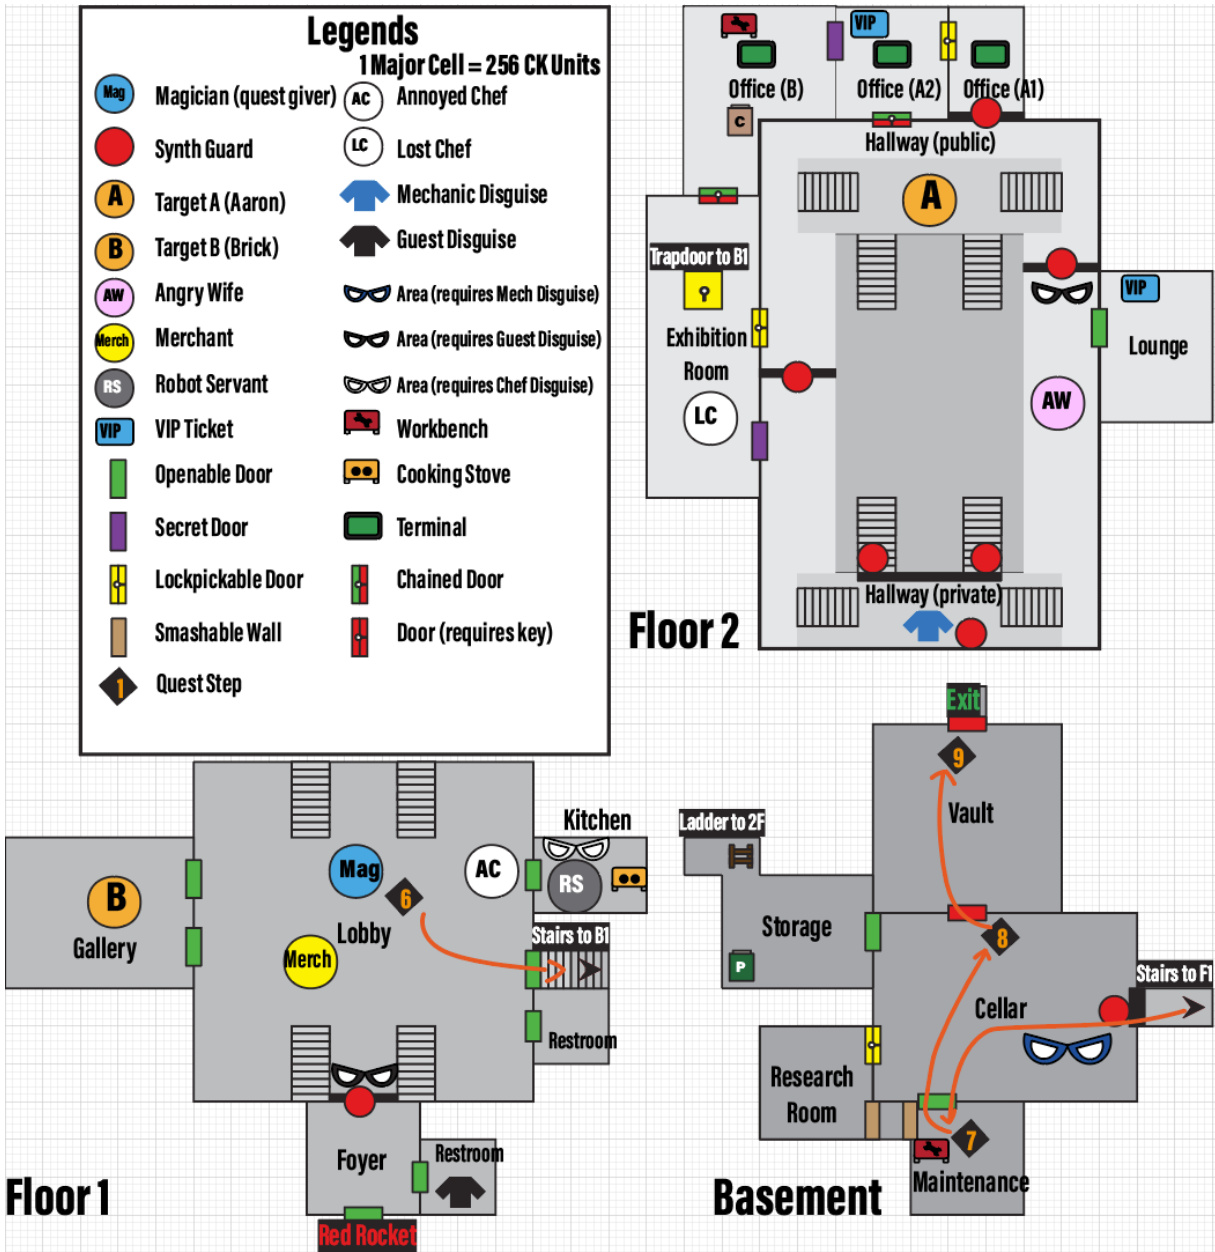 Legends
1 Major Cell = 256 CK Units
Mag
Magician (quest giver)
AC
Annoyed Chef
Synth Guard
LC
Lost Chef
A
Target A (Aaron)
Mechanic Disguise
B
Target B (Brick)
Guest Disguise
AW
Angry Wife
Area (requires Mech Disguise)
Merch
Merchant
Area (requires Guest Disguise)
RS
Robot Servant
Area (requires Chef Disguise)
VIP
VIP Ticket
Workbench
Openable Door
Cooking Stove
Secret Door
Terminal
Lockpickable Door
Chained Door
Smashable Wall
Door (requires key)
1
Quest Step
VIP
Office (B)
Office (A2)
Office (A1)
C
Hallway (public)
A
Trapdoor to B1
VIP
Exhibition
Room
Lounge
LC
AW
Hallway (private)
Floor 2
Kitchen
Mag
AC
RS
B
6
Gallery
Lobby
Stairs to B1
Merch
Restroom
Foyer
Restroom
Floor 1
Red Rocket
Exit
9
Vault
Ladder to 2F
Storage
8
P
Stairs to F1
Cellar
Research
Room
7
Maintenance
Basement